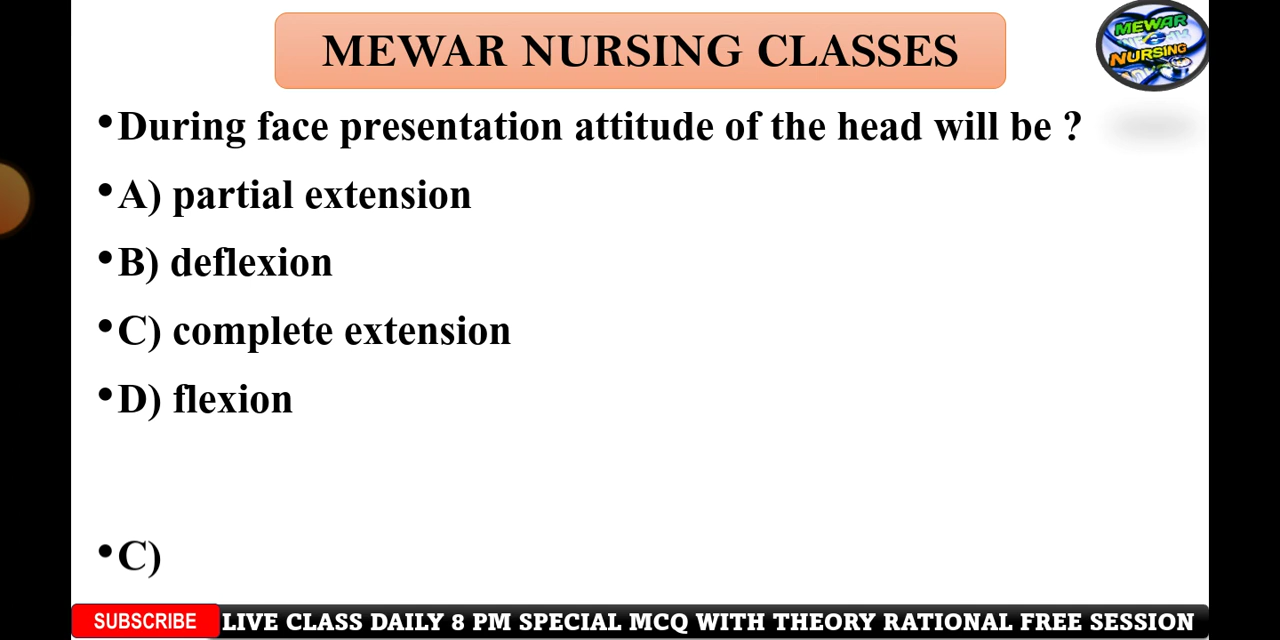 MEWAR NURSING CLASSES
MEWAR
NURSING
•During face presentation attitude of the head will be ?
•A) partial extension
•B) deflexion
•C) complete extension
•D) flexion
•C)
SUBSCRIBE LIVE CLASS DAILY 8 PM SPECIAL MCQ WITH THEORY RATIONAL FREE SESSION